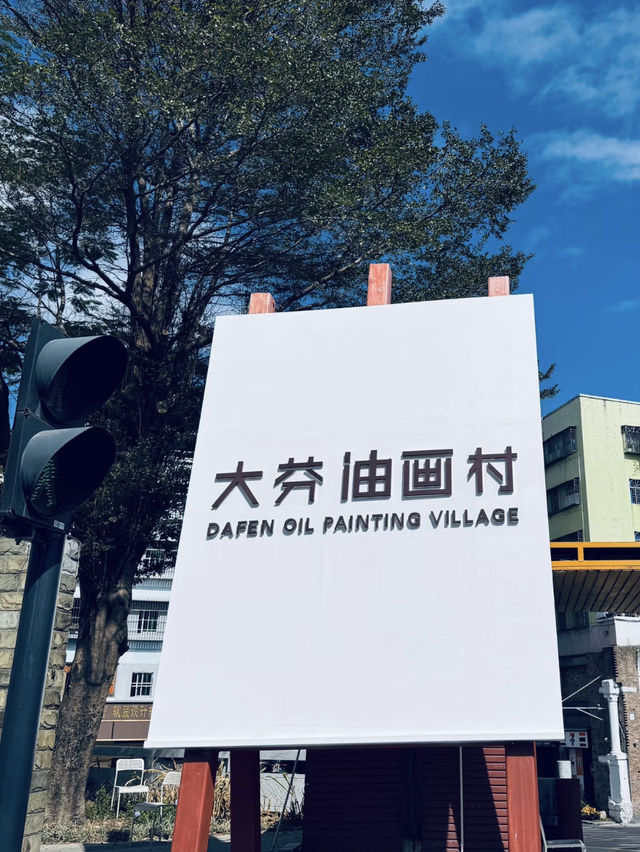 大芬油画村
DAFEN OIL PAINTING VILLAGE